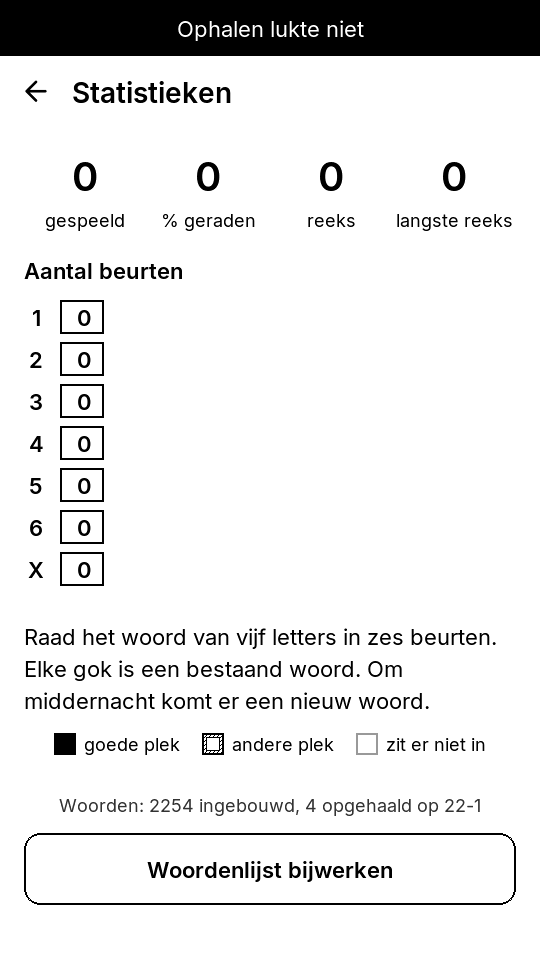 Ophalen lukte niet
Statistieken
0 0 0 0
gespeeld % geraden reeks langste reeks
Aantal beurten
1 0
2 0
3 0
4 0
5 0
6 0
X 0
Raad het woord van vijf letters in zes beurten.
Elke gok is een bestaand woord. Om
middernacht komt er een nieuw woord.
goede plek andere plek zit er niet in
Woorden: 2254 ingebouwd, 4 opgehaald op 22-1
Woordenlijst bijwerken